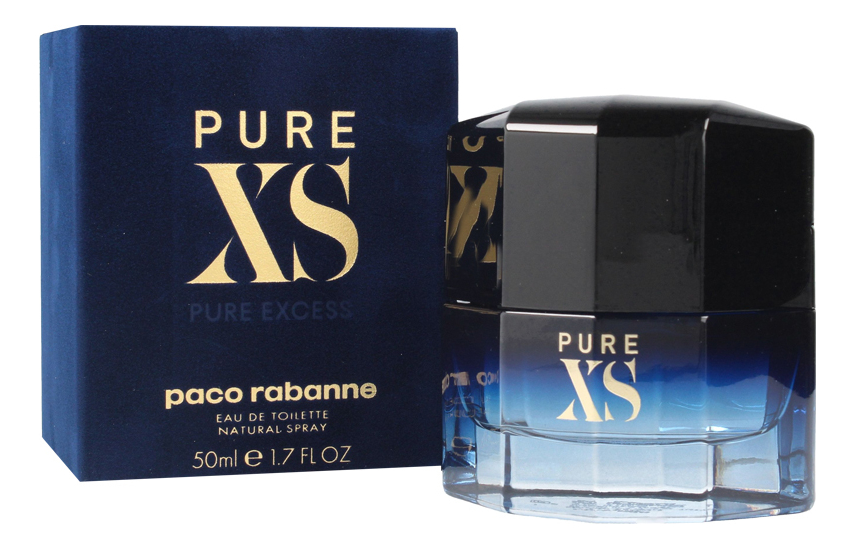 PURE
XS
PURE EXCESS
paco rabanne
EAU DE TOILETTE
NATURAL SPRAY
50ml e 1.7 FL OZ
PURE
XS